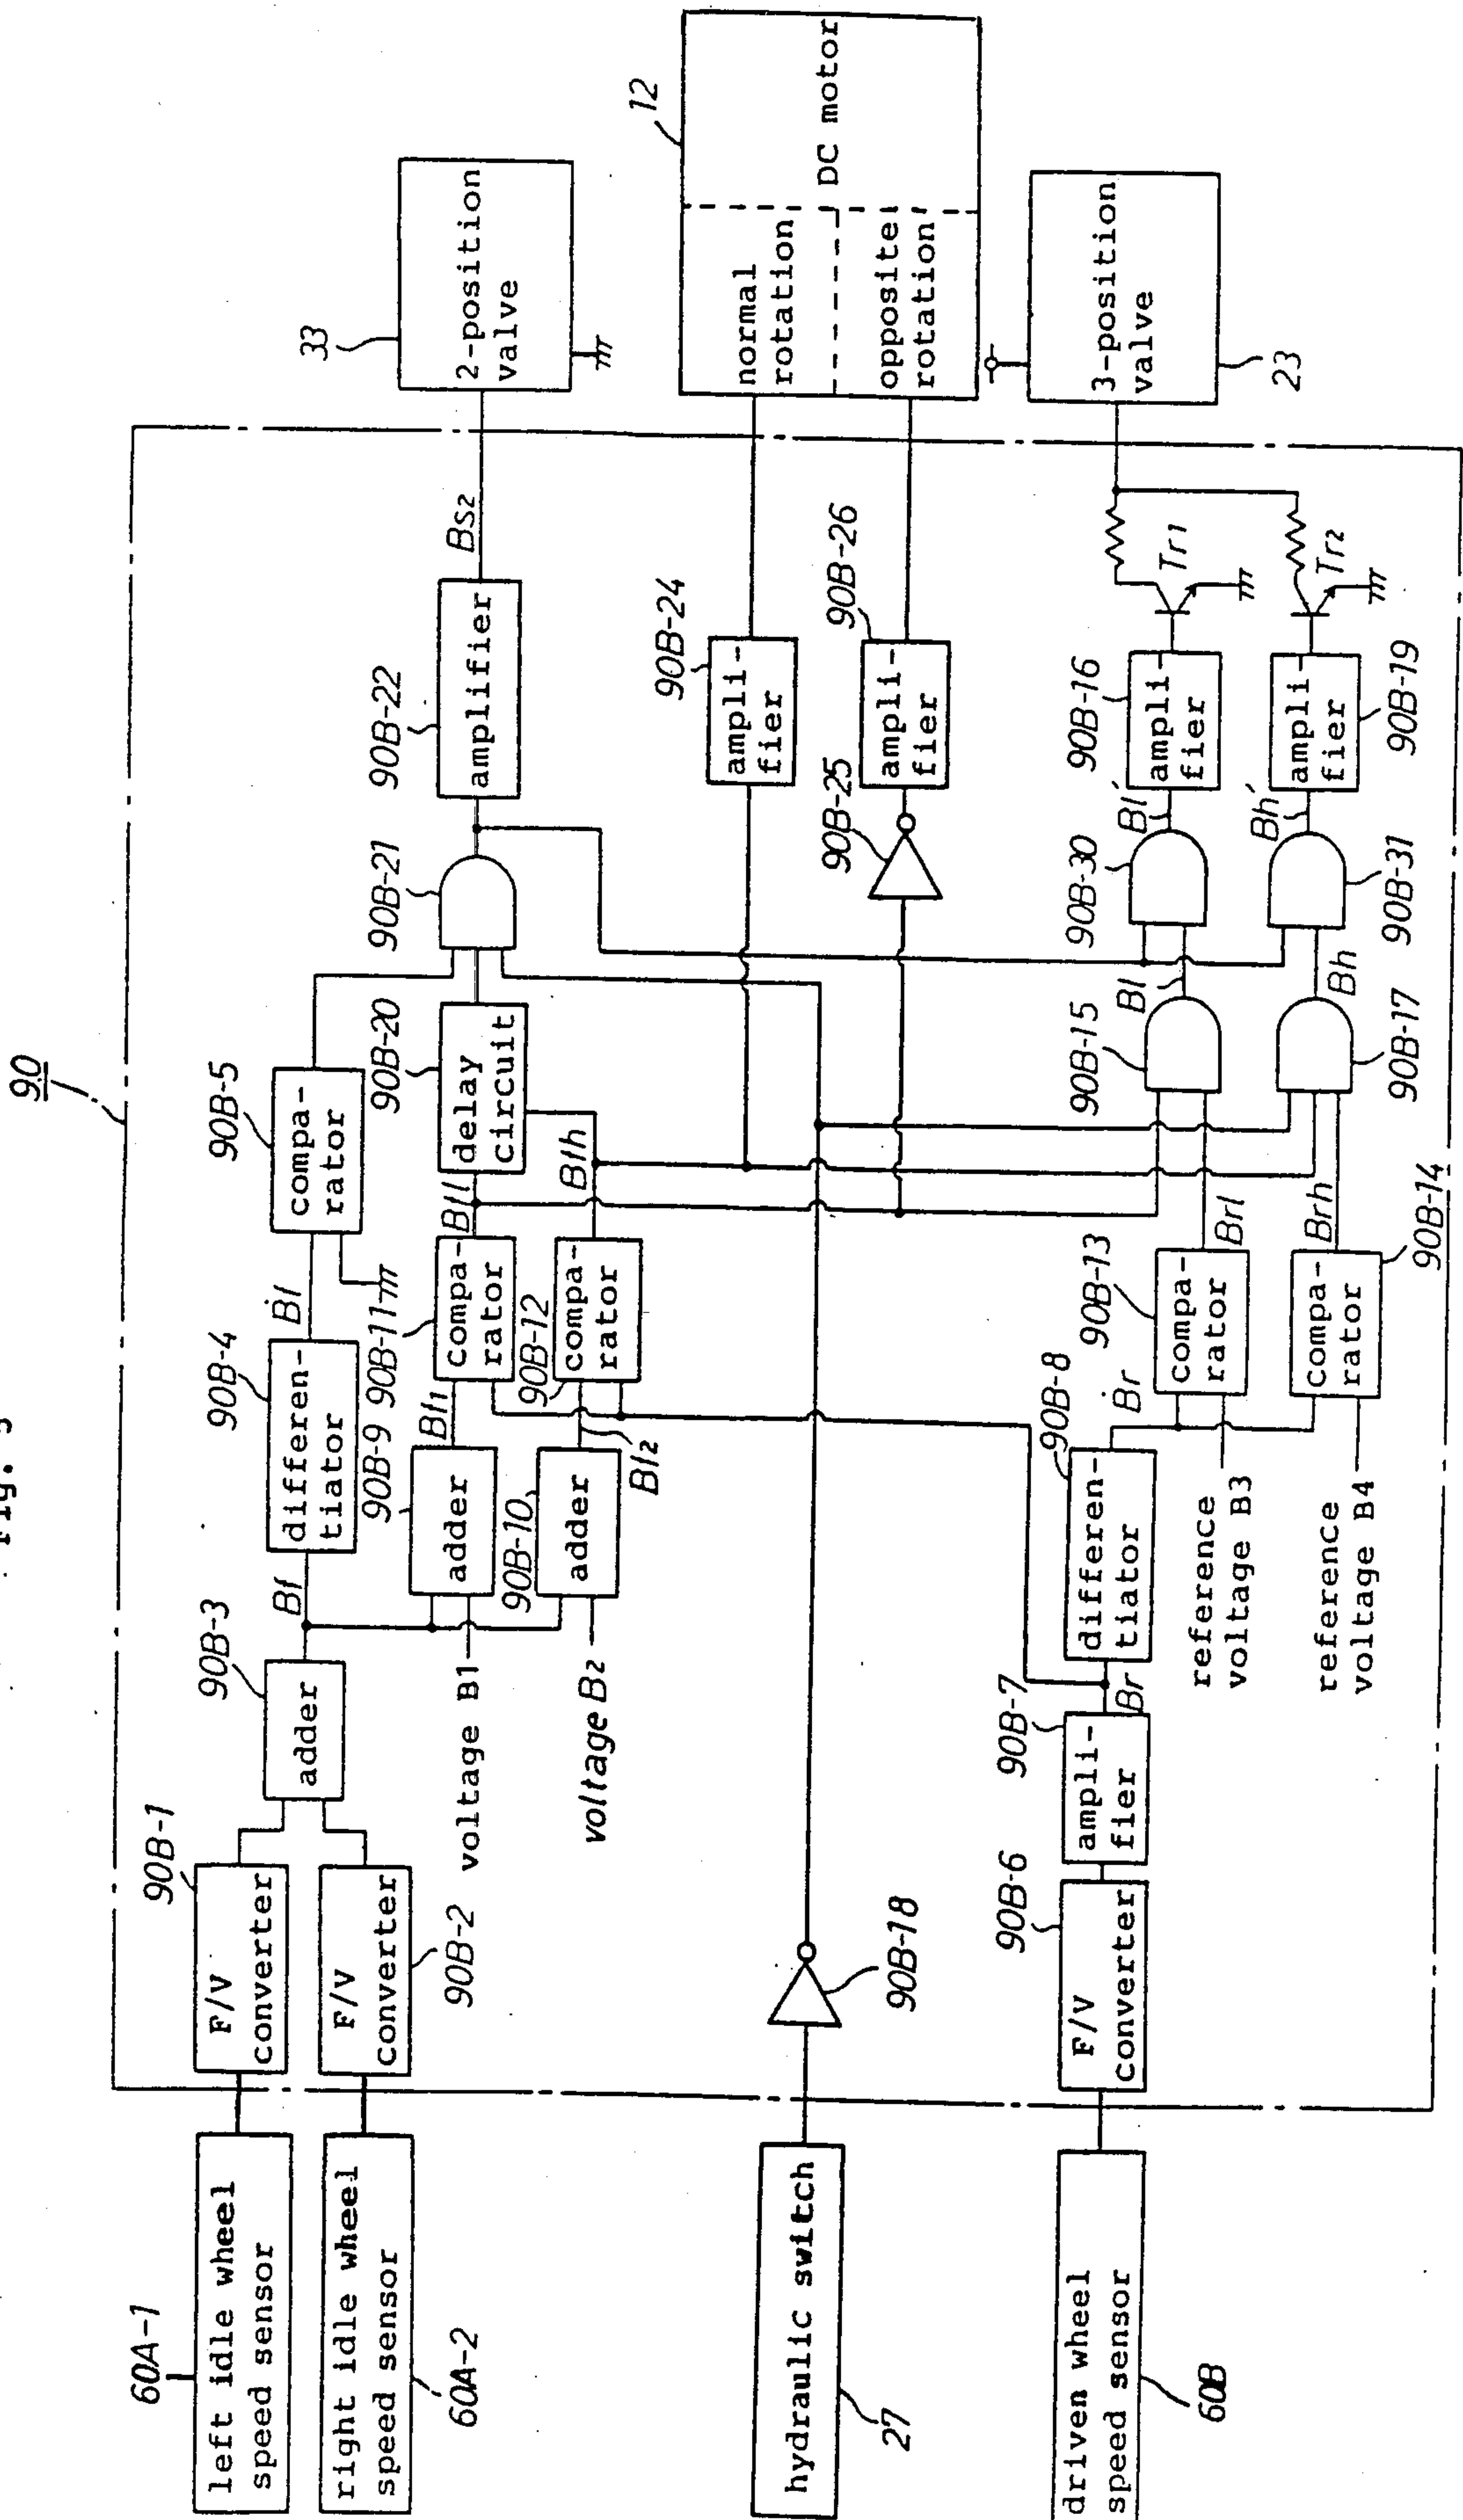 Fig. 5
90
60A-1
left idle wheel
speed sensor
right idle wheel
speed sensor
60A-2
hydraulic switch
27
driven wheel
speed sensor
60B
90B-1
F/V
converter
F/V
converter
90B-2
90B-3
adder
Bf
90B-4
differen-
tiator
Ḃf
90B-5
compa-
rator
90B-9
adder
Bf1
voltage B1
90B-10
adder
Bf2
voltage B2
90B-11
compa-
rator
Bfl
90B-12
compa-
rator
Bfh
90B-20
delay
circuit
90B-21
90B-22
amplifier
Bs2
33
2-position
valve
90B-24
ampli-
fier
12
normal
rotation
opposite
rotation
DC motor
90B-25
90B-26
ampli-
fier
90B-18
90B-6
F/V
converter
90B-7
ampli-
fier
Br
90B-8
differen-
tiator
Ḃr
reference
voltage B3
reference
voltage B4
90B-13
compa-
rator
Brl
compa-
rator
Brh
90B-14
90B-15
Bl
90B-17
Bh
90B-30
Bl′
90B-31
Bh′
90B-16
ampli-
fier
Tr1
ampli-
fier
90B-19
Tr2
3-position
valve
23